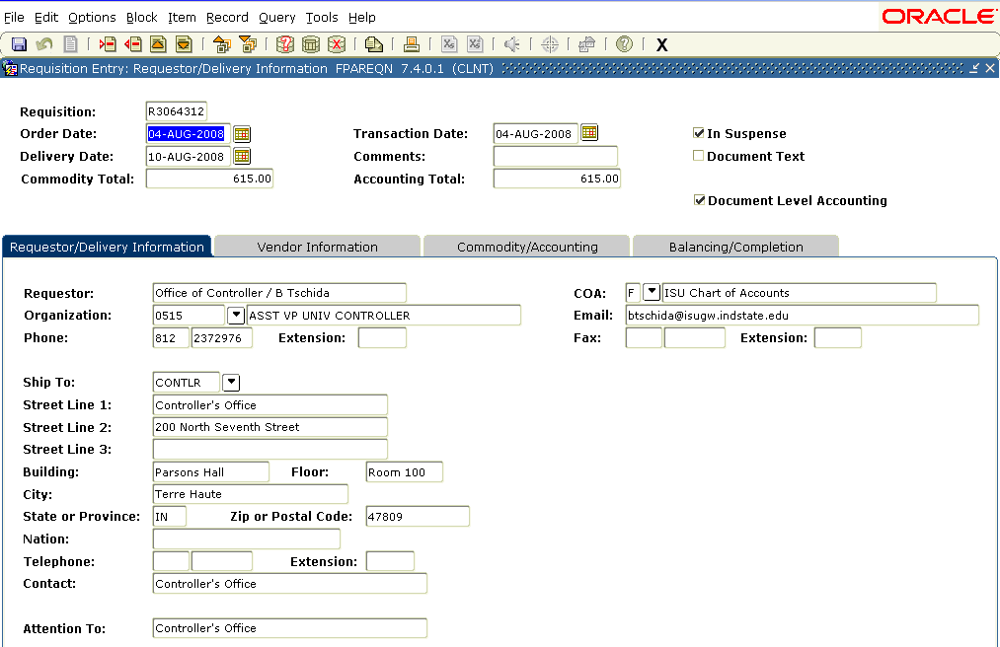 File Edit Options Block Item Record Query Tools Help
ORACLE
X
Requisition Entry: Requestor/Delivery Information FPAREQN 7.4.0.1 (CLNT)
Requisition: R3064312
Order Date: 04-AUG-2008 Transaction Date: 04-AUG-2008 In Suspense
Delivery Date: 10-AUG-2008 Comments: Document Text
Commodity Total: 615.00 Accounting Total: 615.00
Document Level Accounting
Requestor/Delivery Information Vendor Information Commodity/Accounting Balancing/Completion
Requestor: Office of Controller / B Tschida COA: F ISU Chart of Accounts
Organization: 0515 ASST VP UNIV CONTROLLER Email: btschida@isugw.indstate.edu
Phone: 812 2372976 Extension: Fax: Extension:
Ship To: CONTLR
Street Line 1: Controller's Office
Street Line 2: 200 North Seventh Street
Street Line 3:
Building: Parsons Hall Floor: Room 100
City: Terre Haute
State or Province: IN Zip or Postal Code: 47809
Nation:
Telephone: Extension:
Contact: Controller's Office
Attention To: Controller's Office